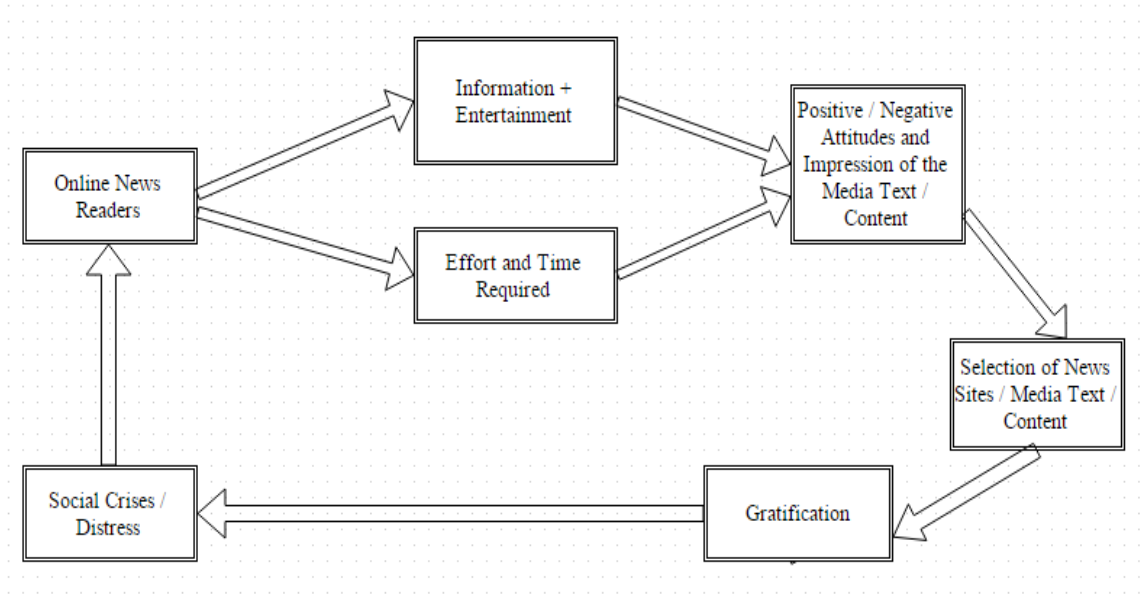 Information +
Entertainment
Positive / Negative
Attitudes and
Impression of the
Media Text /
Content
Online News
Readers
Effort and Time
Required
Selection of News
Sites / Media Text /
Content
Gratification
Social Crises /
Distress